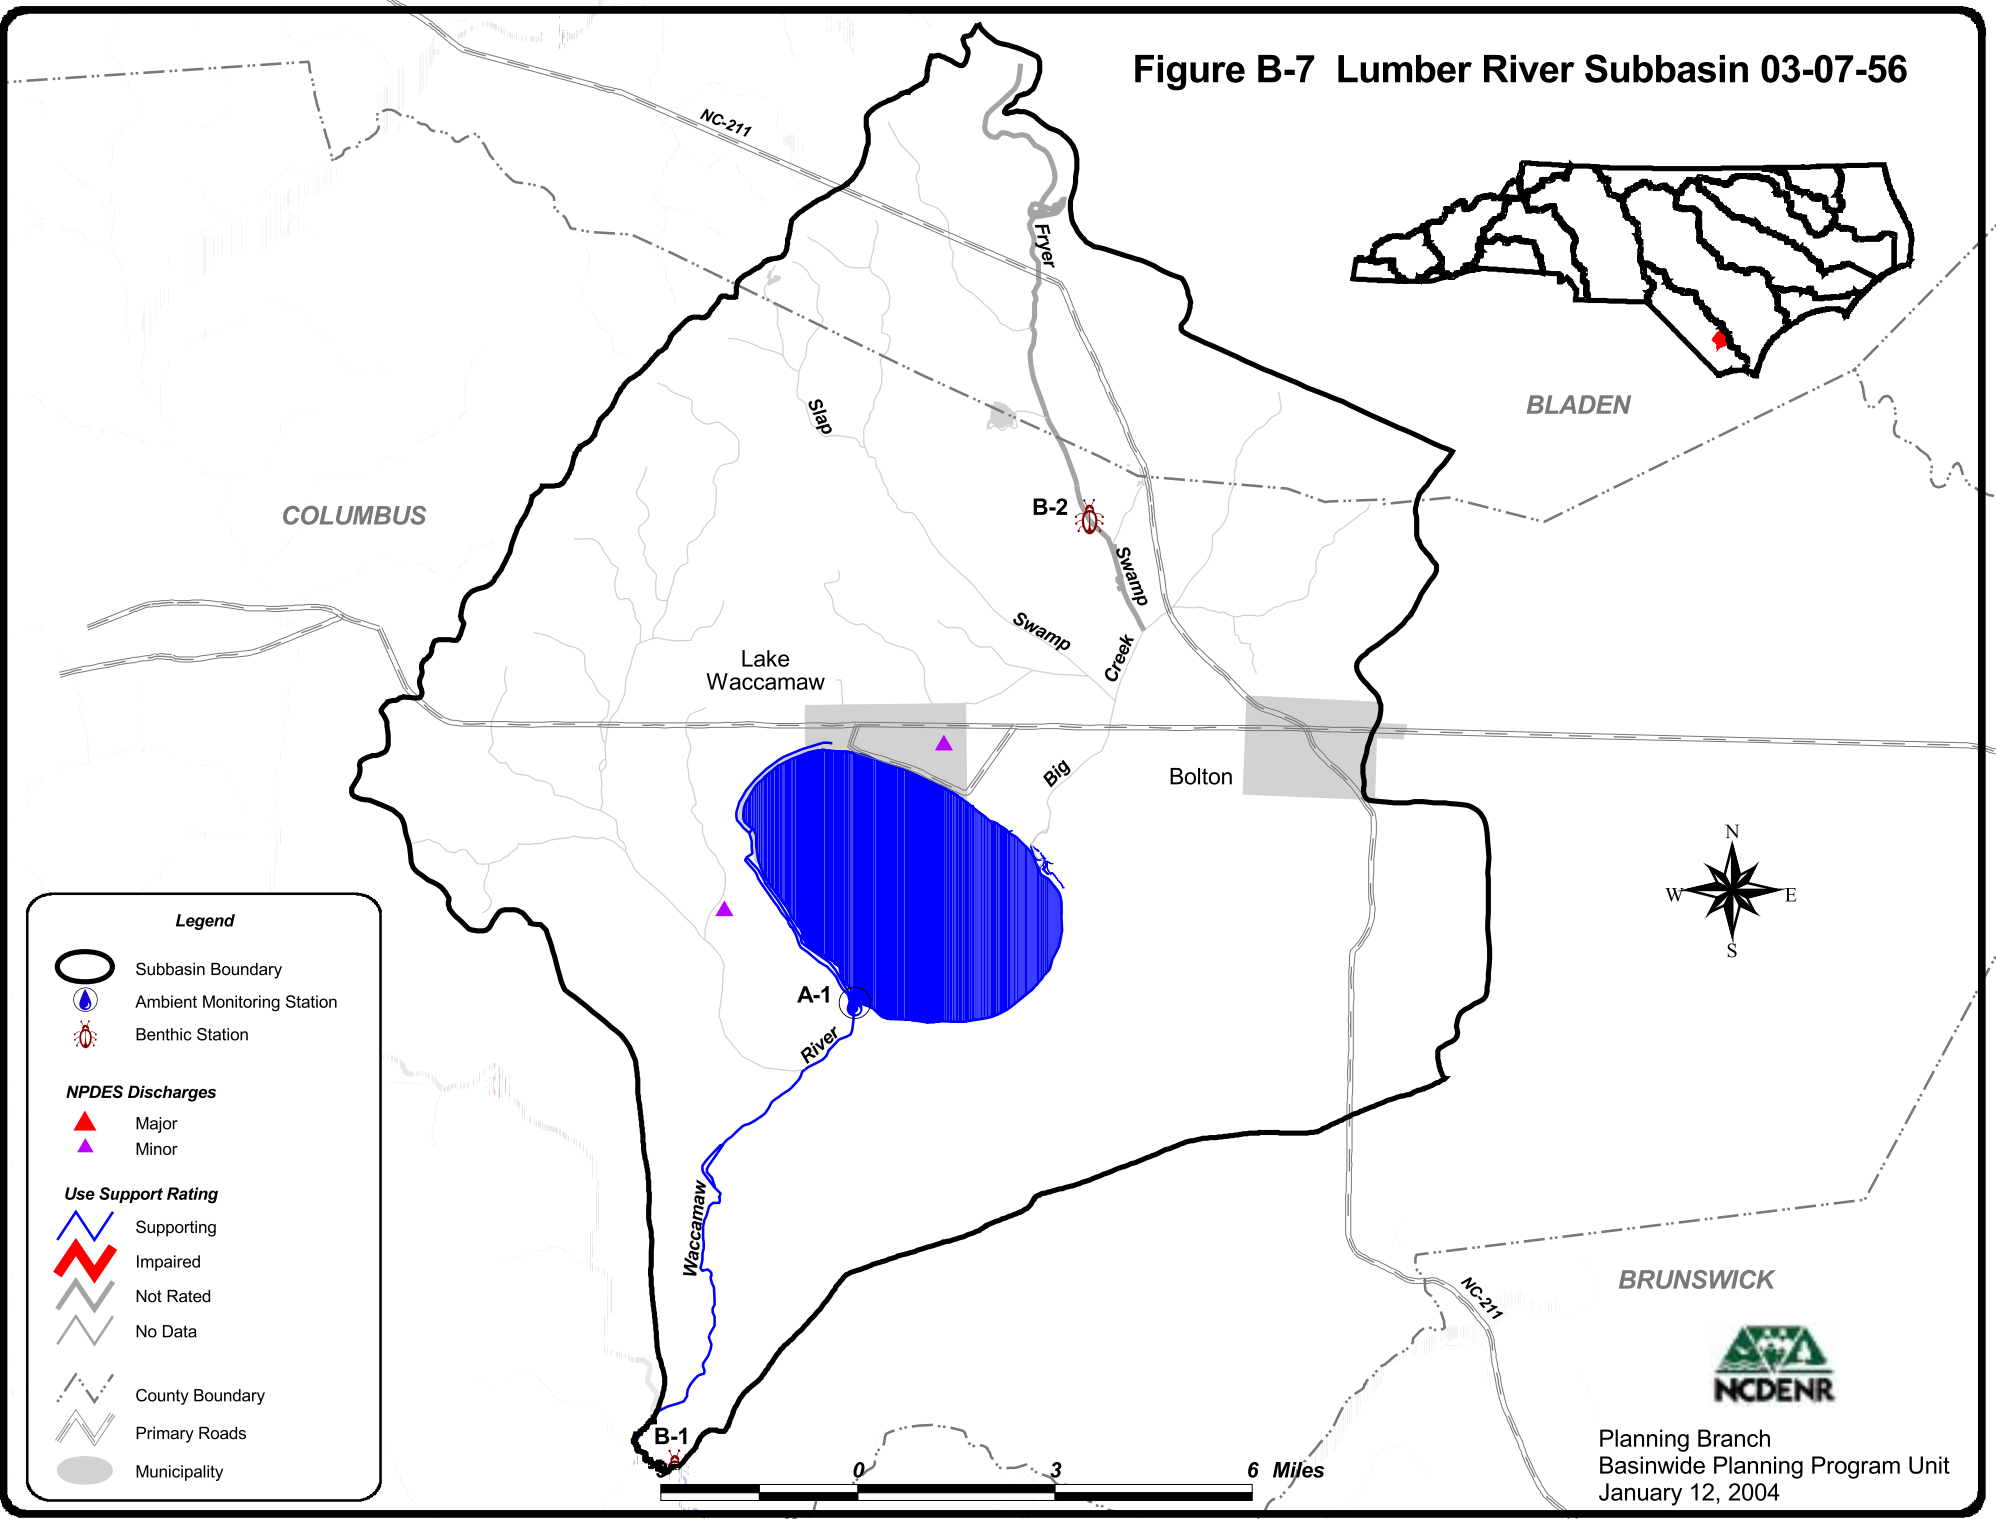 Figure B-7  Lumber River Subbasin 03-07-56
NC-211
Fryer
BLADEN
Slap
COLUMBUS
B-2
Swamp
Swamp
Creek
Lake
Waccamaw
Big
Bolton
N
W
E
S
A-1
River
Waccamaw
BRUNSWICK
NC-211
B-1
Legend
Subbasin Boundary
Ambient Monitoring Station
Benthic Station
NPDES Discharges
Major
Minor
Use Support Rating
Supporting
Impaired
Not Rated
No Data
County Boundary
Primary Roads
Municipality
0
3
6 Miles
NCDENR
Planning Branch
Basinwide Planning Program Unit
January 12, 2004